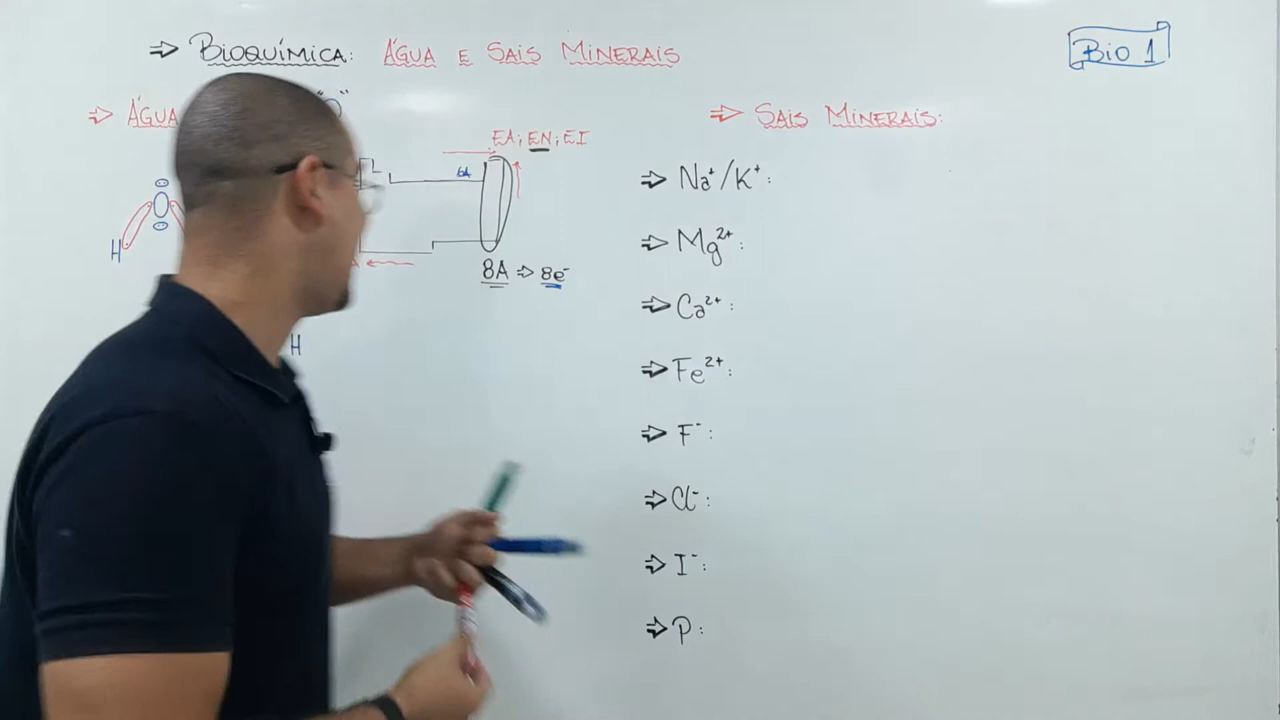 ⇒ BIOQUÍMICA: ÁGUA E SAIS MINERAIS
Bio 1
⇒ ÁGUA
EA; EN; EI
6A
H
8A ⇒ 8e⁻
H
⇒ SAIS MINERAIS:
⇒ Na⁺/K⁺:
⇒ Mg²⁺:
⇒ Ca²⁺:
⇒ Fe²⁺:
⇒ F⁻:
⇒ Cl⁻:
⇒ I⁻:
⇒ P: